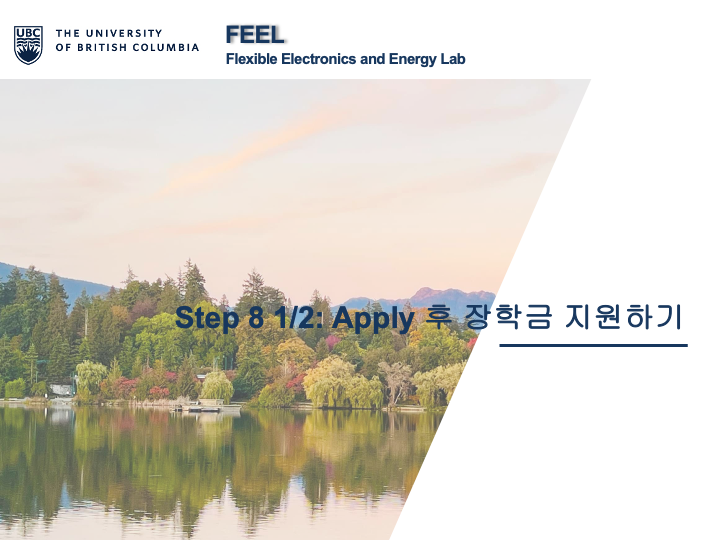 UBC
THE UNIVERSITY
OF BRITISH COLUMBIA
FEEL
Flexible Electronics and Energy Lab
Step 8 1/2: Apply 후 장학금 지원하기